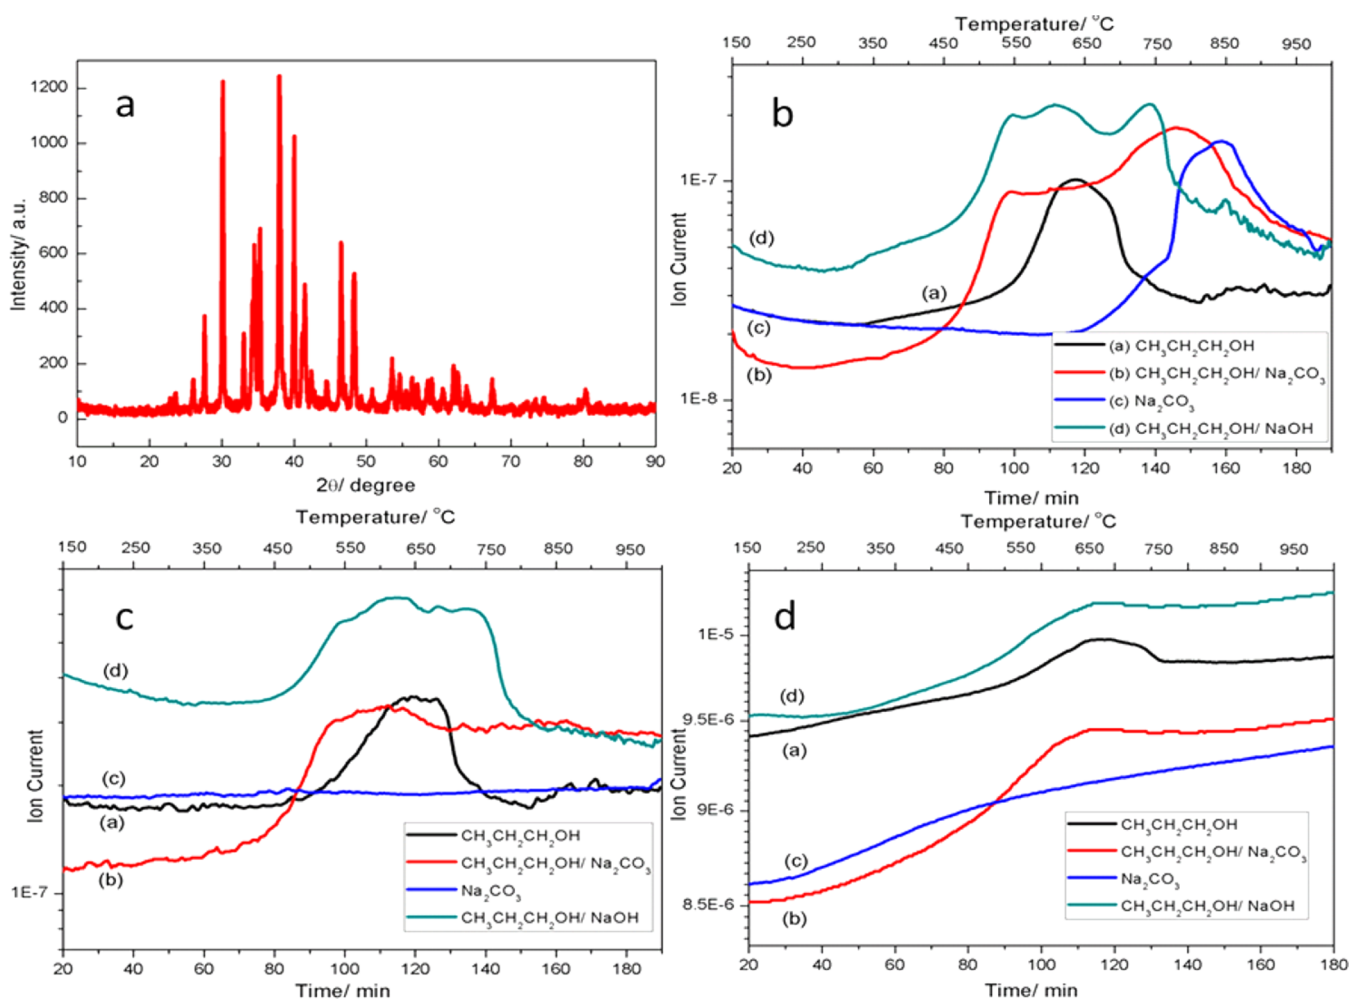 a
Intensity/ a.u.
1200
1000
800
600
400
200
0
10 20 30 40 50 60 70 80 90
2θ/ degree
b
Temperature/ °C
150 250 350 450 550 650 750 850 950
Ion Current
1E-7
1E-8
(d)
(a)
(c)
(b)
(a) CH₃CH₂CH₂OH
(b) CH₃CH₂CH₂OH/ Na₂CO₃
(c) Na₂CO₃
(d) CH₃CH₂CH₂OH/ NaOH
20 40 60 80 100 120 140 160 180
Time/ min
c
Temperature/ °C
150 250 350 450 550 650 750 850 950
Ion Current
1E-7
(d)
(c)
(a)
(b)
CH₃CH₂CH₂OH
CH₃CH₂CH₂OH/ Na₂CO₃
Na₂CO₃
CH₃CH₂CH₂OH/ NaOH
20 40 60 80 100 120 140 160 180
Time/ min
d
Temperature/ °C
150 250 350 450 550 650 750 850 950
Ion Current
1E-5
9.5E-6
9E-6
8.5E-6
(d)
(a)
(c)
(b)
CH₃CH₂CH₂OH
CH₃CH₂CH₂OH/ Na₂CO₃
Na₂CO₃
CH₃CH₂CH₂OH/ NaOH
20 40 60 80 100 120 140 160 180
Time/ min